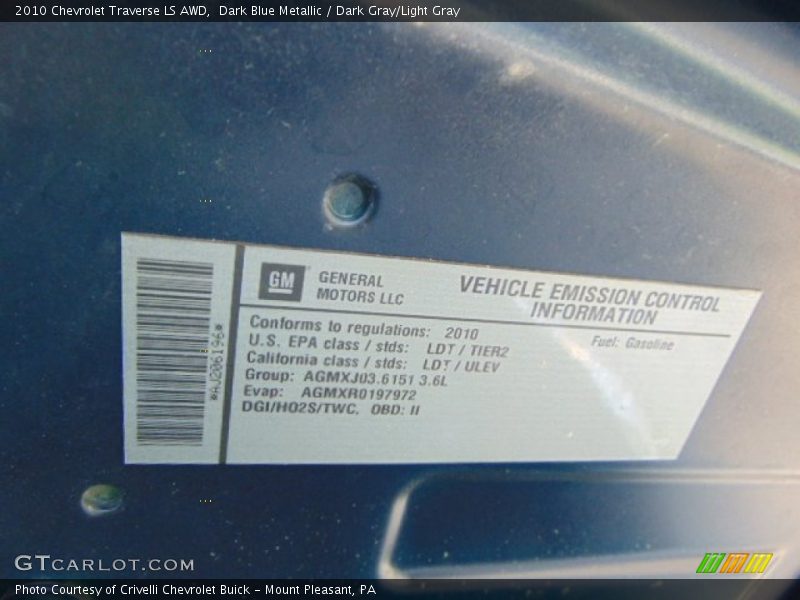 2010 Chevrolet Traverse LS AWD,  Dark Blue Metallic / Dark Gray/Light Gray
*AJ206196*
GM GENERAL MOTORS LLC
VEHICLE EMISSION CONTROL
INFORMATION
Conforms to regulations: 2010
Fuel: Gasoline
U.S. EPA class / stds: LDT / TIER2
California class / stds: LDT / ULEV
Group: AGMXJ03.6151 3.6L
Evap: AGMXR0197972
DGI/HO2S/TWC. OBD: II
GTCARLOT.COM
Photo Courtesy of Crivelli Chevrolet Buick - Mount Pleasant, PA